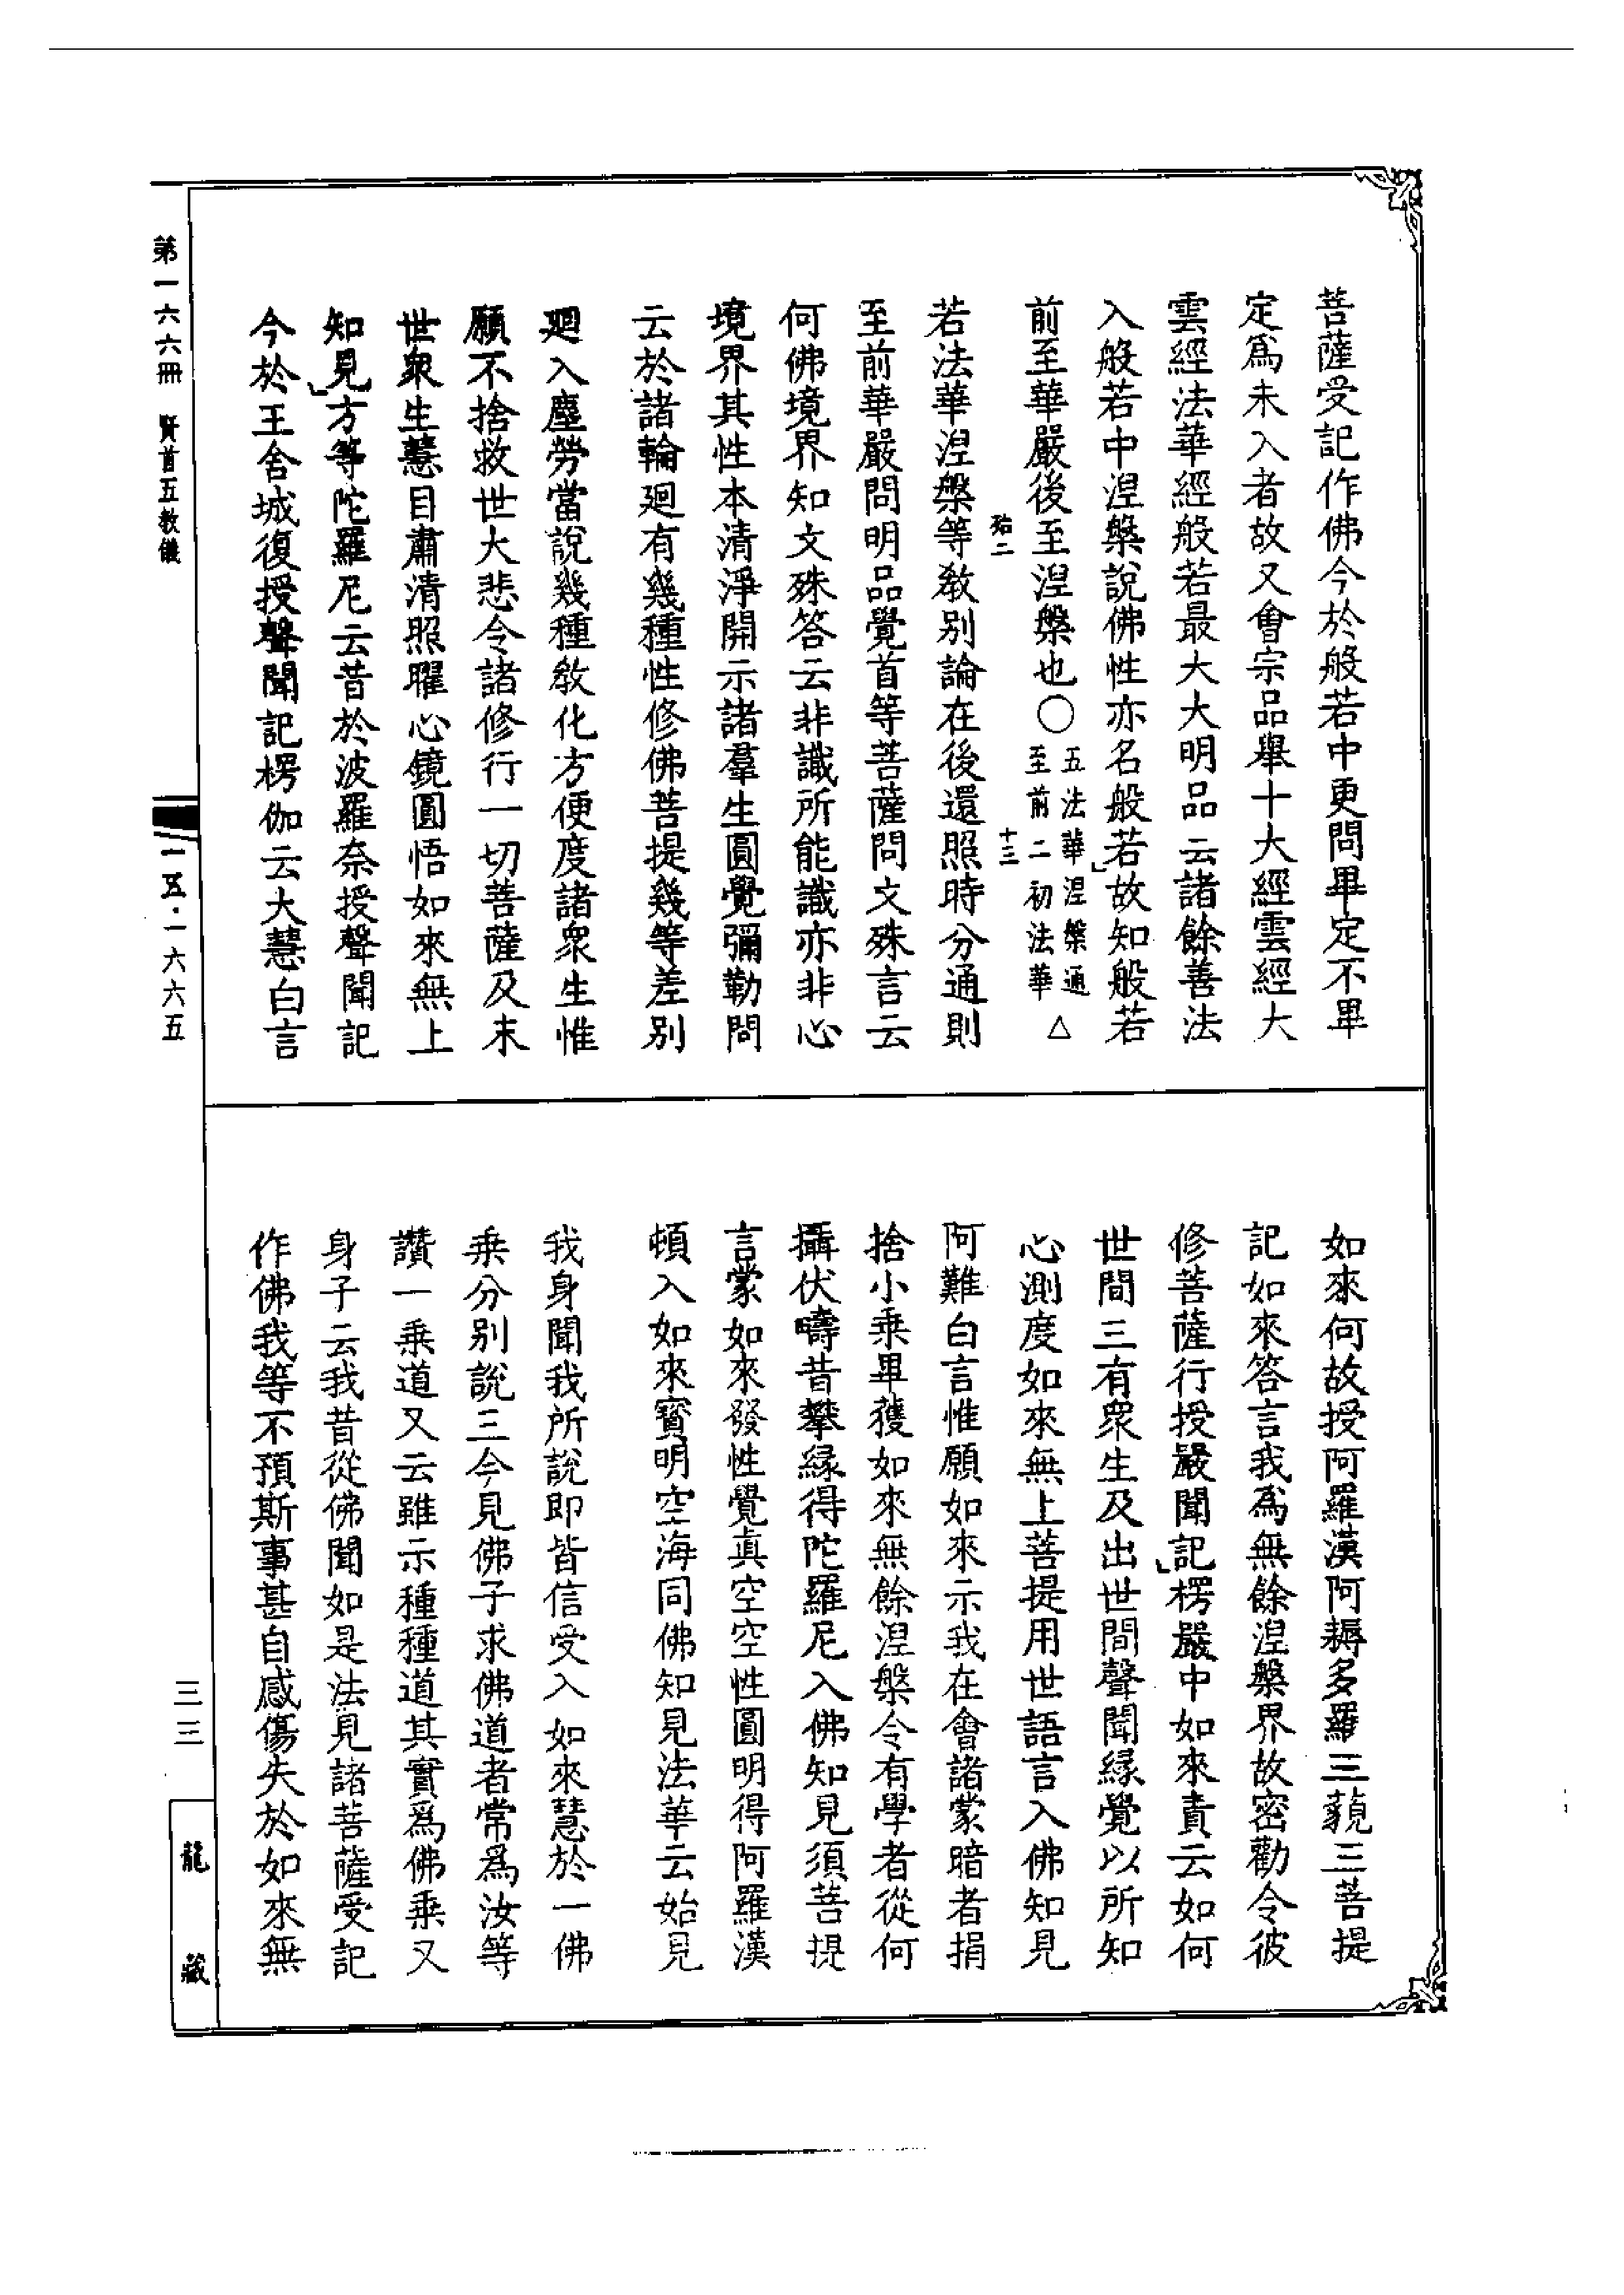 菩薩受記作佛今於般若中更問畢定不畢
定爲未入者故又會宗品舉十大經雲經大
雲經法華經般若最大大明品云諸餘善法
入般若中涅槃說佛性亦名般若故知般若
前至華嚴後至涅槃也○五法華涅槃通至前二初法華△
殆二
十三
若法華涅槃等教別論在後還照時分通則
至前華嚴問明品覺首等菩薩問文殊言云
何佛境界知文殊答云非識所能識亦非心
境界其性本清淨開示諸羣生圓覺彌勒問
云於諸輪廻有幾種性修佛菩提幾等差別
廻入塵勞當說幾種教化方便度諸眾生惟
願不捨救世大悲令諸修行一切菩薩及末
世眾生慧目肅清照曜心鏡圓悟如來無上
知見方等陀羅尼云昔於波羅奈授聲聞記
今於王舍城復授聲聞記楞伽云大慧白言
如來何故授阿羅漢阿耨多羅三藐三菩提
記如來答言我為無餘涅槃界故密勸令彼
修菩薩行授嚴聞記楞嚴中如來責云如何
世間三有眾生及出世間聲聞緣覺以所知
心測度如來無上菩提用世語言入佛知見
阿難白言惟願如來示我在會諸蒙暗者捐
捨小乘畢獲如來無餘涅槃令有學者從何
攝伏疇昔攀緣得陀羅尼入佛知見須菩提
言蒙如來發性覺真空空性圓明得阿羅漢
頓入如來寶明空海同佛知見法華云始見
我身聞我所說即皆信受入如來慧於一佛
乘分別說三今見佛子求佛道者常爲汝等
讚一乘道又云雖示種種道其實爲佛乘又
身子云我昔從佛聞如是法見諸菩薩受記
作佛我等不預斯事甚自感傷失於如來無
第一六六冊 賢首五教儀
一五·一六六五
三三
龍藏